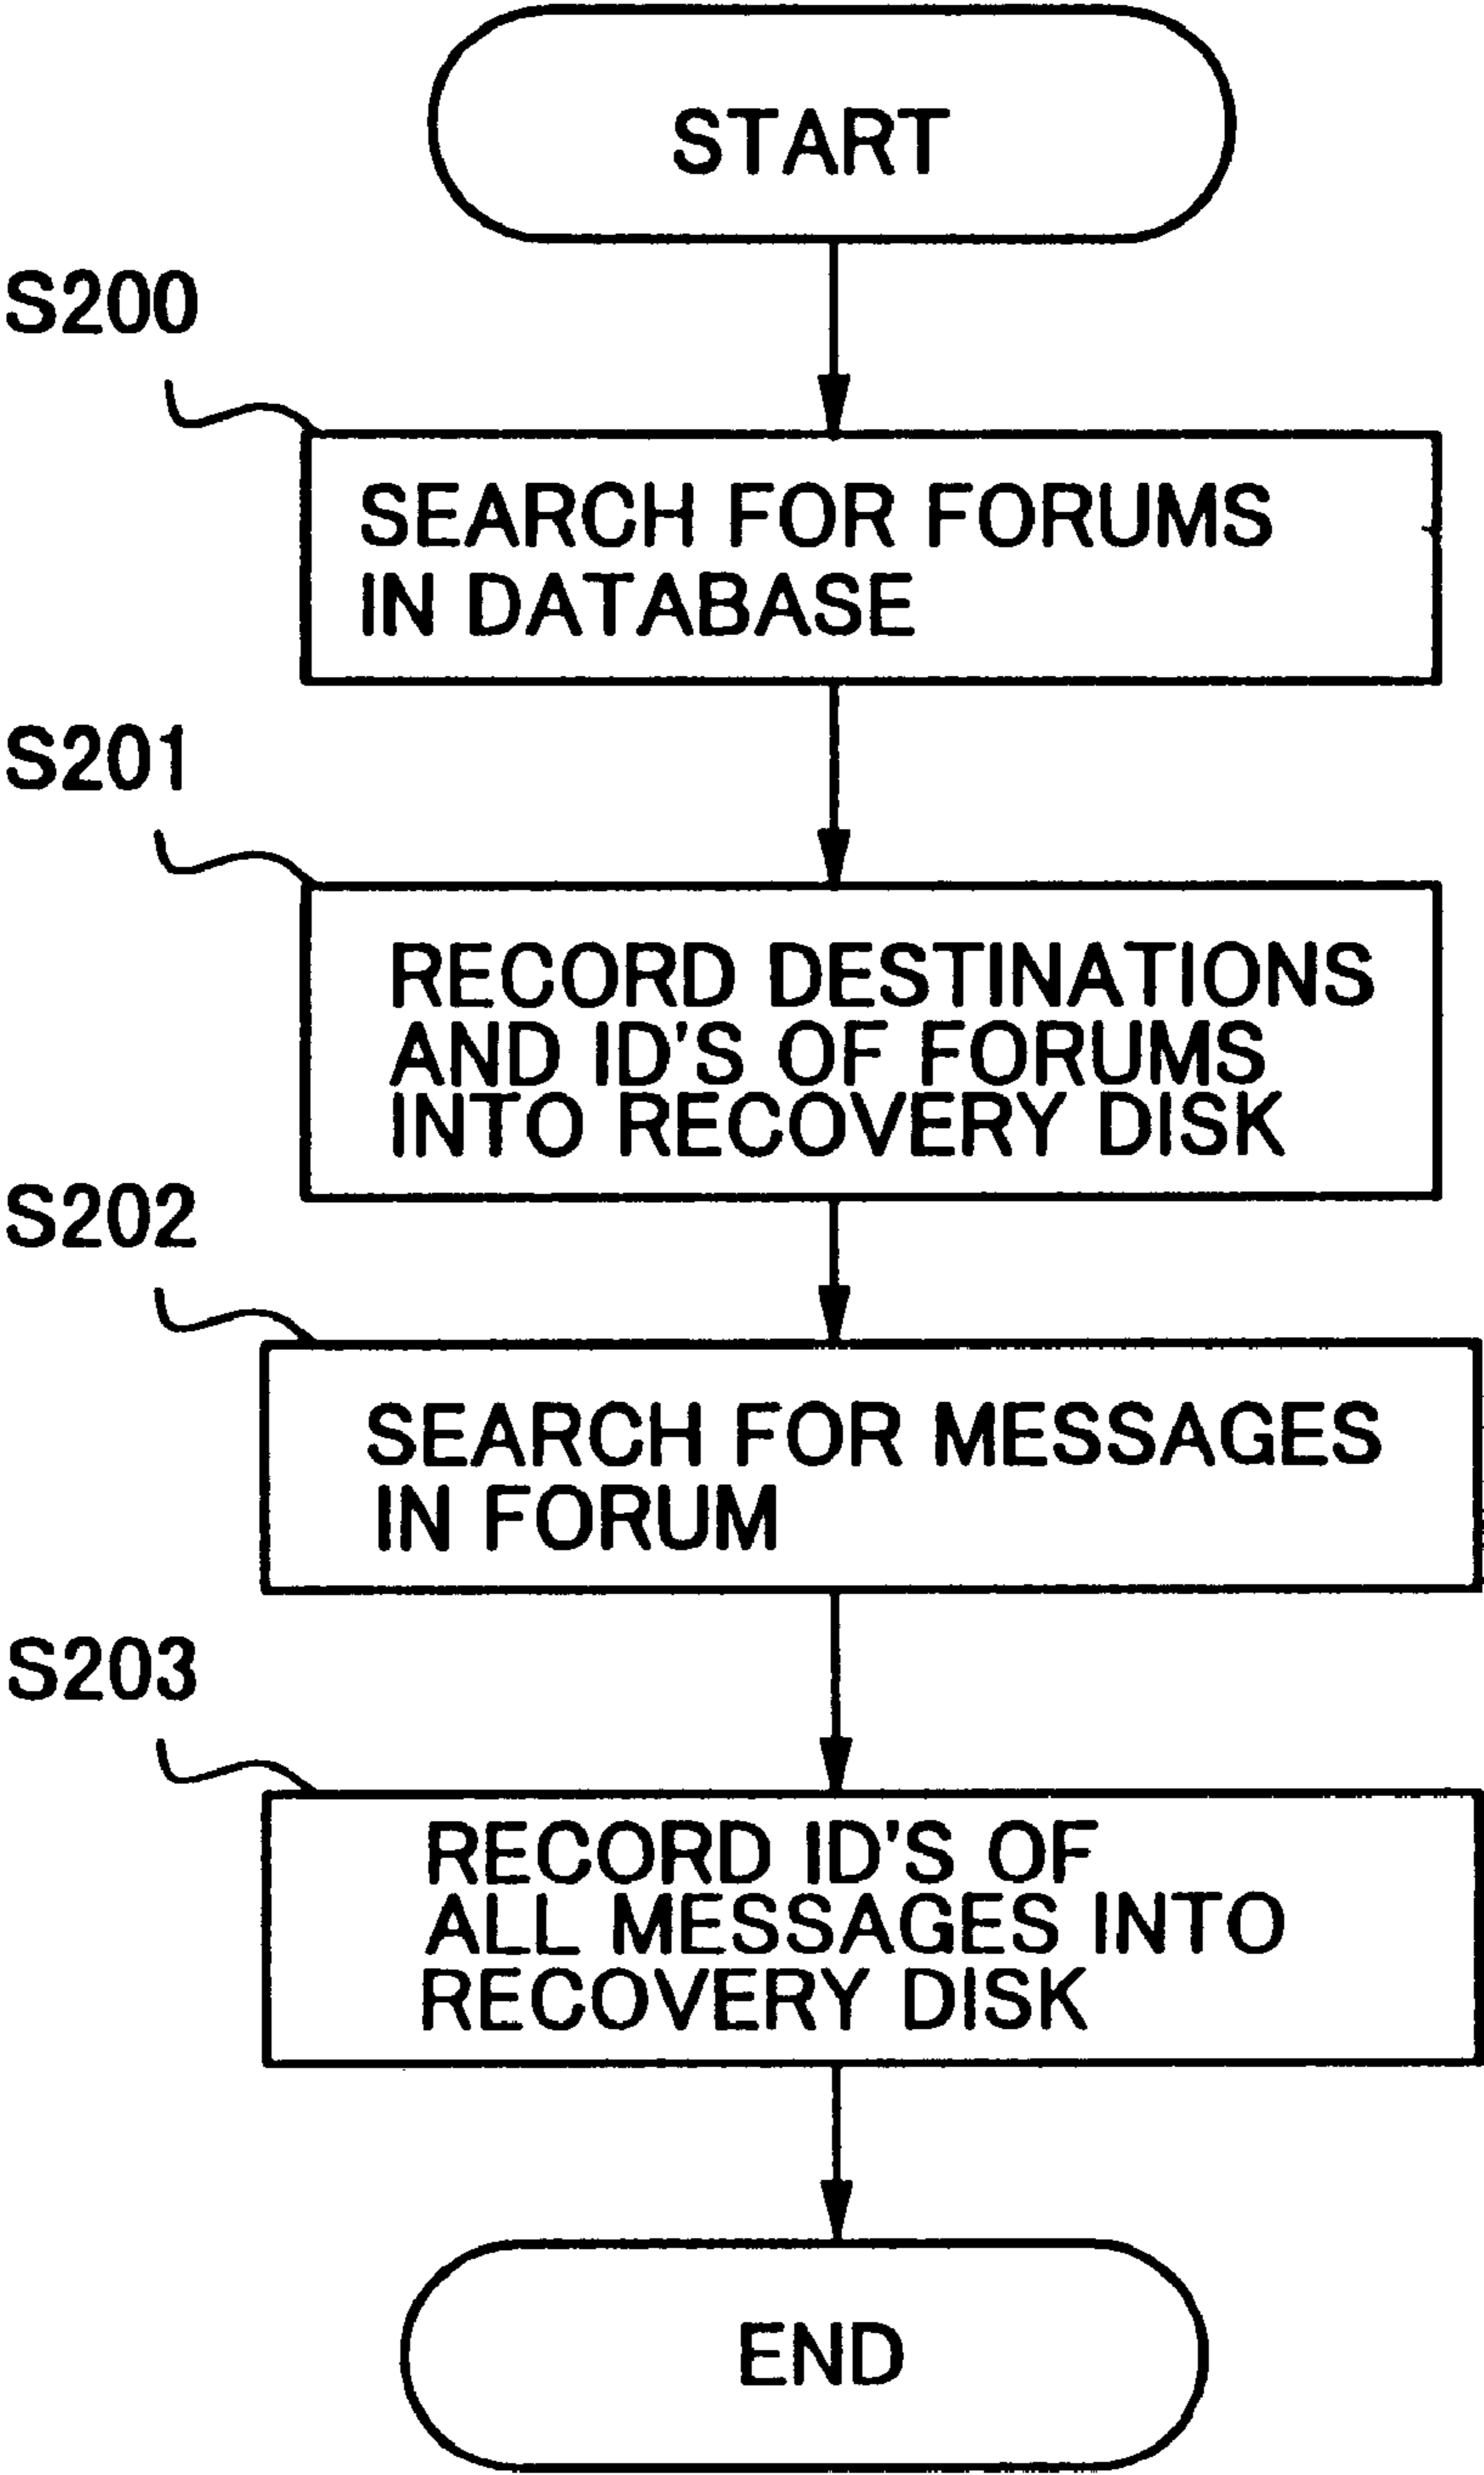 START
S200
SEARCH FOR FORUMS
IN DATABASE
S201
RECORD DESTINATIONS
AND ID'S OF FORUMS
INTO RECOVERY DISK
S202
SEARCH FOR MESSAGES
IN FORUM
S203
RECORD ID'S OF
ALL MESSAGES INTO
RECOVERY DISK
END